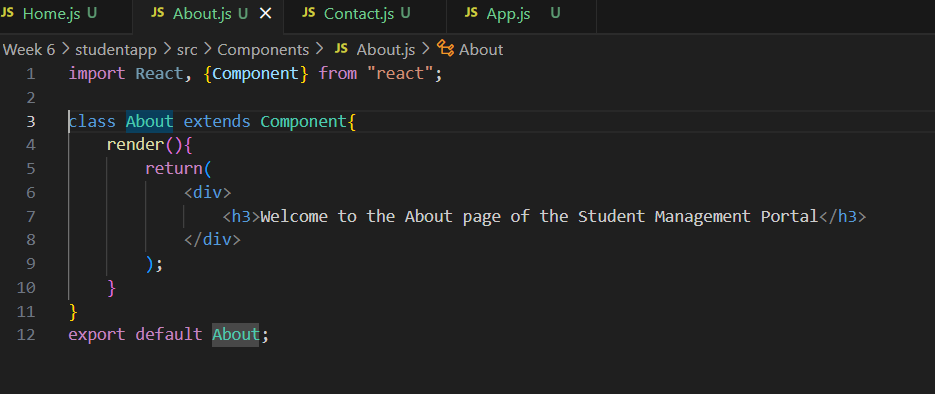 JS Home.js U JS About.js U × JS Contact.js U JS App.js U
Week 6 > studentapp > src > Components > JS About.js > About
1 import React, {Component} from "react";
2
3 class About extends Component{
4 render(){
5 return(
6 <div>
7 <h3>Welcome to the About page of the Student Management Portal</h3>
8 </div>
9 );
10 }
11 }
12 export default About;